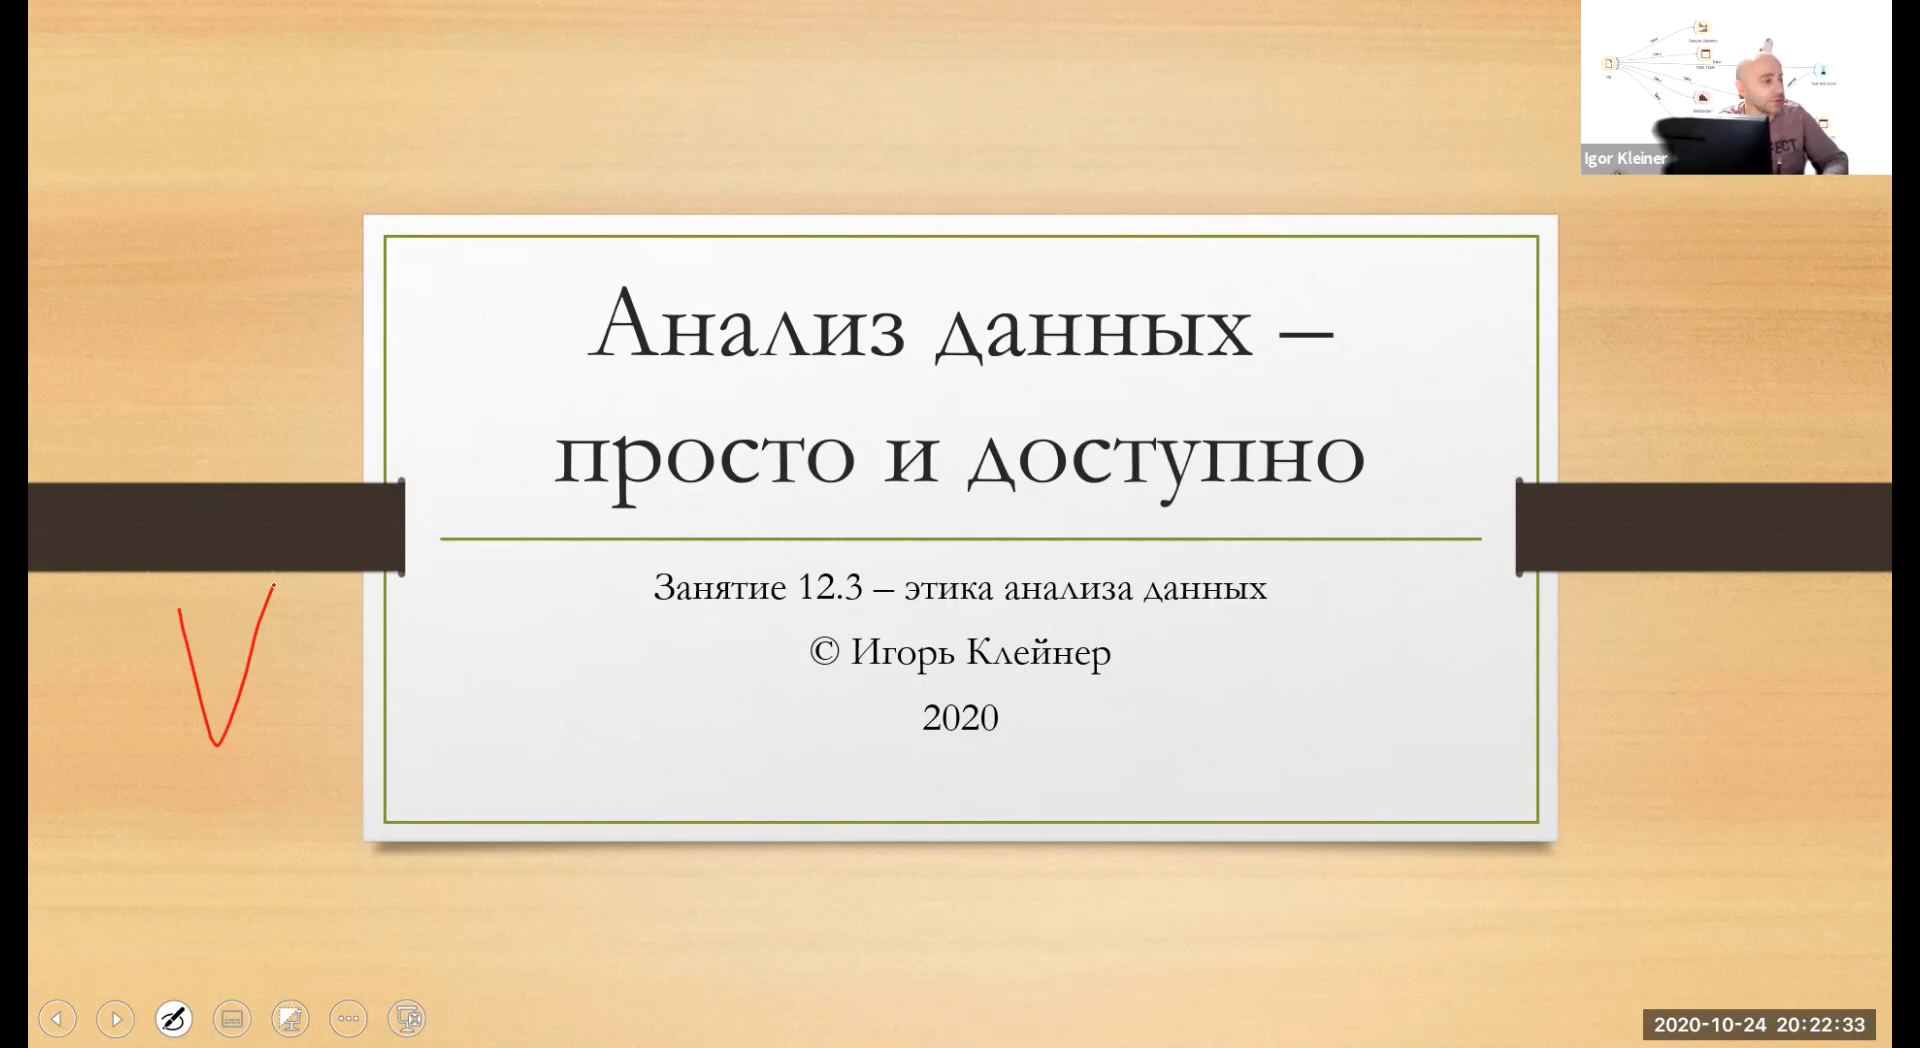 Igor Kleiner
Анализ данных –
просто и доступно
Занятие 12.3 – этика анализа данных
© Игорь Клейнер
2020
2020-10-24 20:22:33